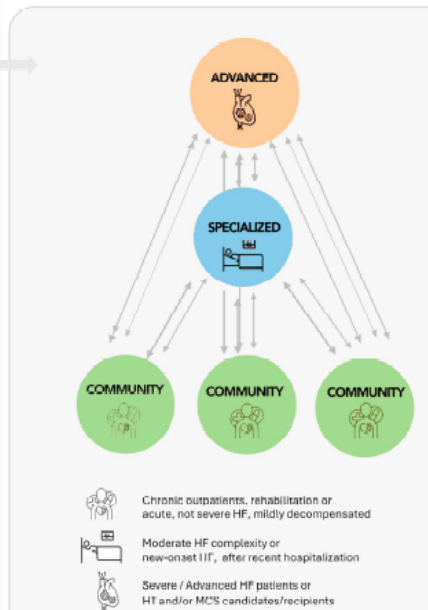 ADVANCED
SPECIALIZED
COMMUNITY COMMUNITY COMMUNITY
Chronic outpatients, rehabilitation or
acute, not severe HF, mildly decompensated
Moderate HF complexity or
new-onset HF, after recent hospitalization
Severe / Advanced HF patients or
HT and/or MCS candidates/recipients